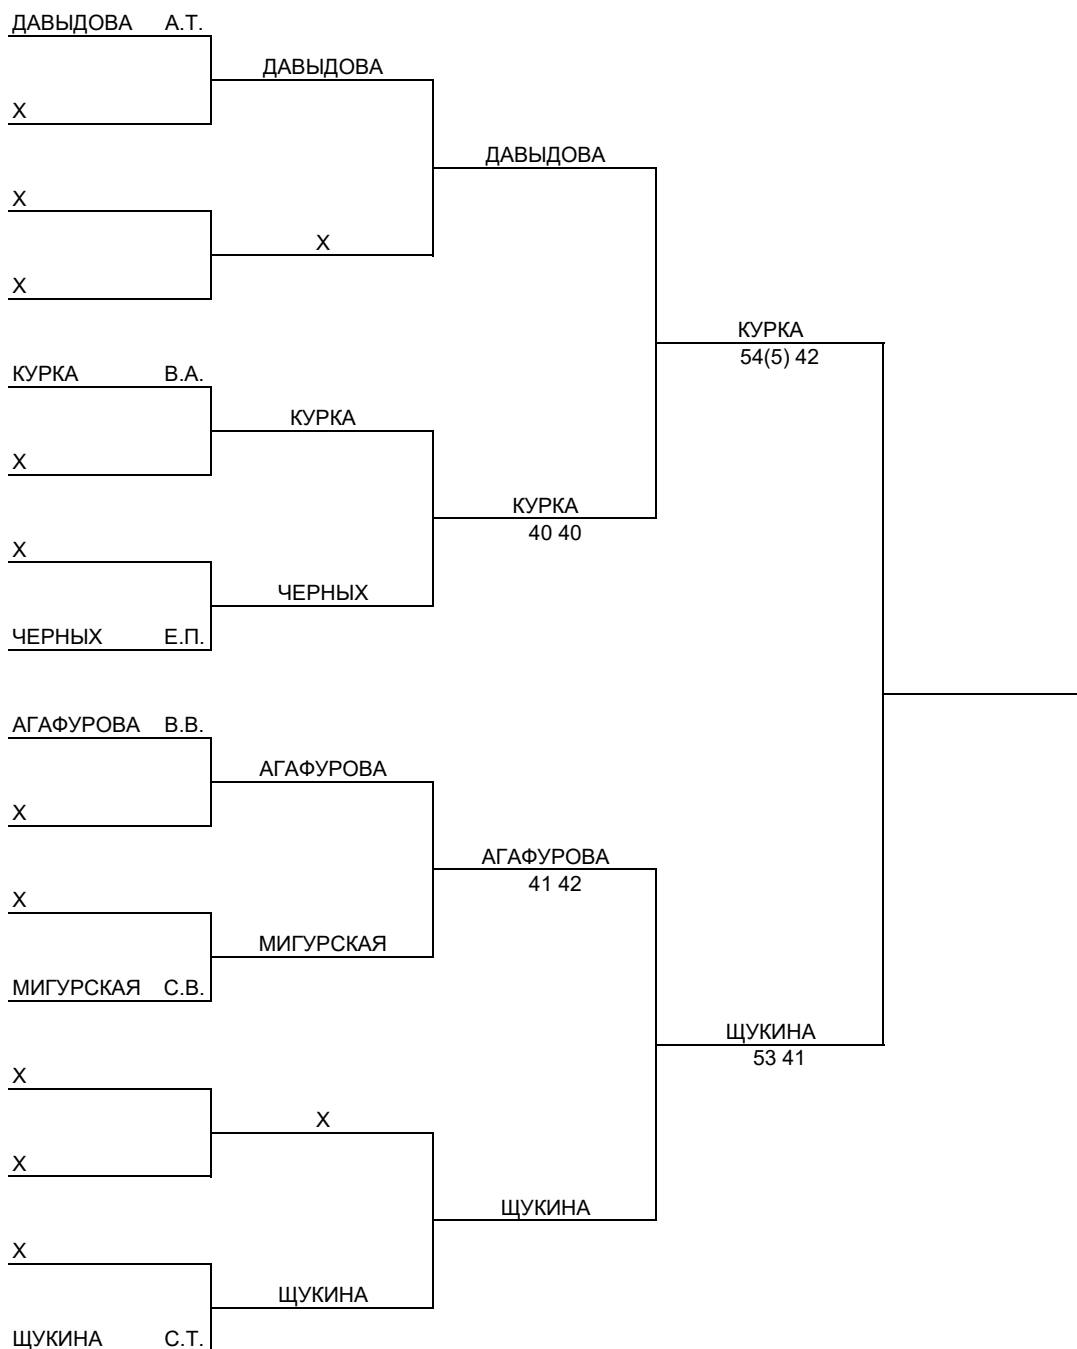 ДАВЫДОВА А.Т.
ДАВЫДОВА
X
ДАВЫДОВА
X
X
X
КУРКА
54(5) 42
КУРКА В.А.
КУРКА
X
КУРКА
40 40
X
ЧЕРНЫХ
ЧЕРНЫХ Е.П.
АГАФУРОВА В.В.
АГАФУРОВА
X
АГАФУРОВА
41 42
X
МИГУРСКАЯ
МИГУРСКАЯ С.В.
ЩУКИНА
53 41
X
X
X
ЩУКИНА
X
ЩУКИНА
ЩУКИНА С.Т.